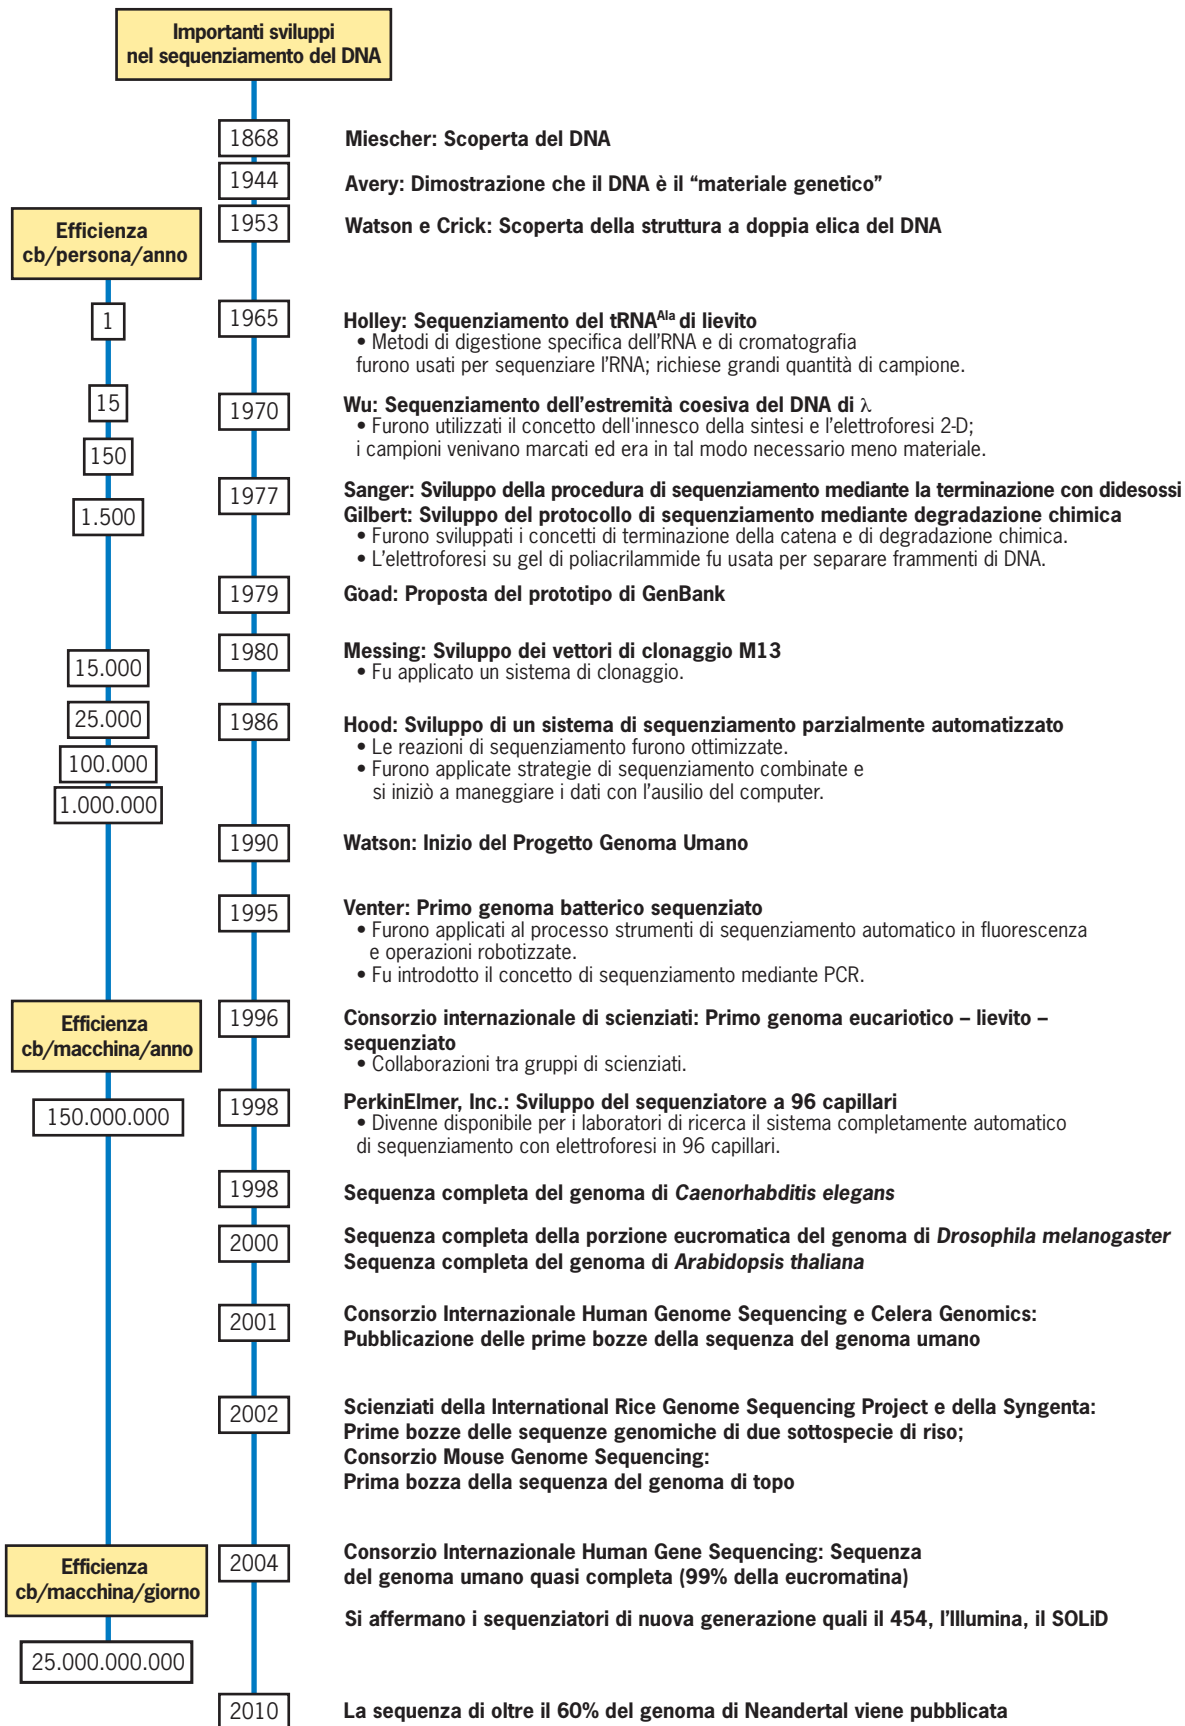 Importanti sviluppi
nel sequenziamento del DNA
1868
Miescher: Scoperta del DNA
1944
Avery: Dimostrazione che il DNA è il “materiale genetico”
Efficienza
cb/persona/anno
1953
Watson e Crick: Scoperta della struttura a doppia elica del DNA
1
1965
Holley: Sequenziamento del tRNAAla di lievito
• Metodi di digestione specifica dell’RNA e di cromatografia
furono usati per sequenziare l’RNA; richiese grandi quantità di campione.
15
1970
Wu: Sequenziamento dell’estremità coesiva del DNA di λ
• Furono utilizzati il concetto dell'innesco della sintesi e l’elettroforesi 2-D;
i campioni venivano marcati ed era in tal modo necessario meno materiale.
150
1977
Sanger: Sviluppo della procedura di sequenziamento mediante la terminazione con didesossi
Gilbert: Sviluppo del protocollo di sequenziamento mediante degradazione chimica
• Furono sviluppati i concetti di terminazione della catena e di degradazione chimica.
• L’elettroforesi su gel di poliacrilammide fu usata per separare frammenti di DNA.
1.500
1979
Goad: Proposta del prototipo di GenBank
1980
Messing: Sviluppo dei vettori di clonaggio M13
• Fu applicato un sistema di clonaggio.
15.000
25.000
1986
Hood: Sviluppo di un sistema di sequenziamento parzialmente automatizzato
• Le reazioni di sequenziamento furono ottimizzate.
• Furono applicate strategie di sequenziamento combinate e
si iniziò a maneggiare i dati con l’ausilio del computer.
100.000
1.000.000
1990
Watson: Inizio del Progetto Genoma Umano
1995
Venter: Primo genoma batterico sequenziato
• Furono applicati al processo strumenti di sequenziamento automatico in fluorescenza
e operazioni robotizzate.
• Fu introdotto il concetto di sequenziamento mediante PCR.
Efficienza
cb/macchina/anno
1996
Consorzio internazionale di scienziati: Primo genoma eucariotico – lievito –
sequenziato
• Collaborazioni tra gruppi di scienziati.
150.000.000
1998
PerkinElmer, Inc.: Sviluppo del sequenziatore a 96 capillari
• Divenne disponibile per i laboratori di ricerca il sistema completamente automatico
di sequenziamento con elettroforesi in 96 capillari.
1998
Sequenza completa del genoma di Caenorhabditis elegans
2000
Sequenza completa della porzione eucromatica del genoma di Drosophila melanogaster
Sequenza completa del genoma di Arabidopsis thaliana
2001
Consorzio Internazionale Human Genome Sequencing e Celera Genomics:
Pubblicazione delle prime bozze della sequenza del genoma umano
2002
Scienziati della International Rice Genome Sequencing Project e della Syngenta:
Prime bozze delle sequenze genomiche di due sottospecie di riso;
Consorzio Mouse Genome Sequencing:
Prima bozza della sequenza del genoma di topo
Efficienza
cb/macchina/giorno
2004
Consorzio Internazionale Human Gene Sequencing: Sequenza
del genoma umano quasi completa (99% della eucromatina)
Si affermano i sequenziatori di nuova generazione quali il 454, l’Illumina, il SOLiD
25.000.000.000
2010
La sequenza di oltre il 60% del genoma di Neandertal viene pubblicata